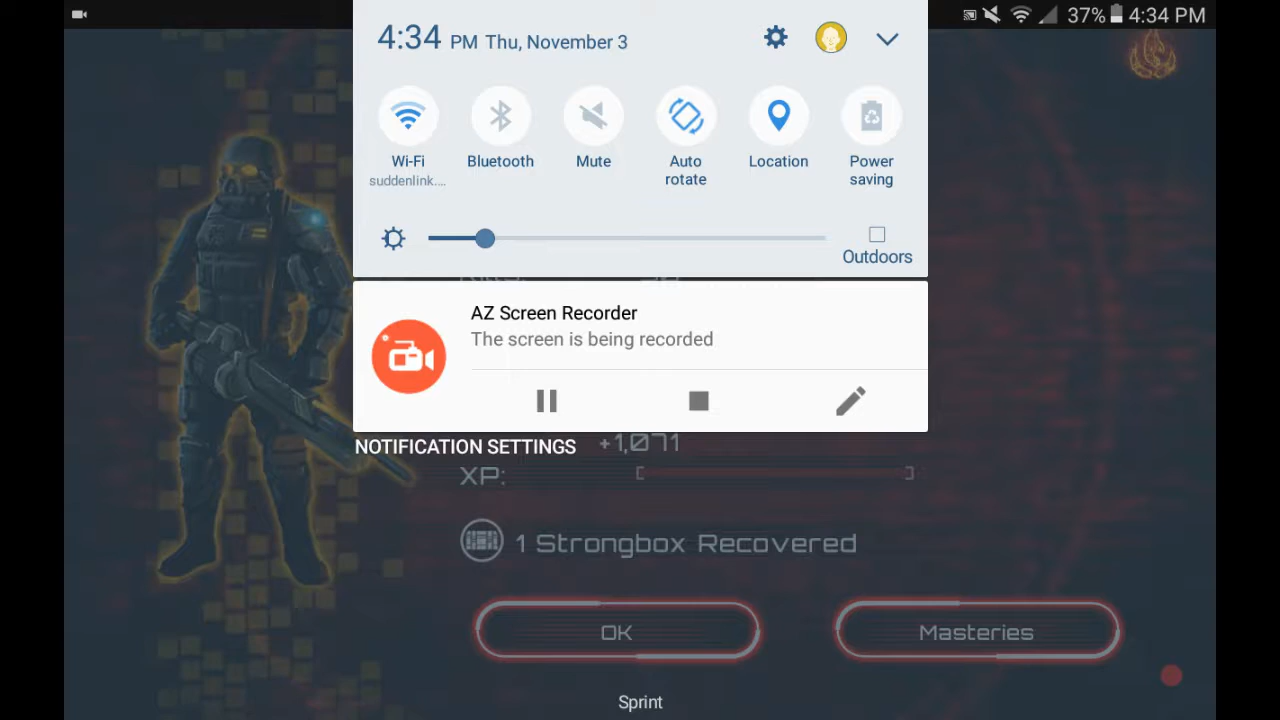 37% 4:34 PM
4:34 PM Thu, November 3
Wi-Fi
suddenlink....
Bluetooth
Mute
Auto
rotate
Location
Power
saving
Outdoors
AZ Screen Recorder
The screen is being recorded
NOTIFICATION SETTINGS
+1,071
XP:
1 Strongbox Recovered
OK
Masteries
Sprint